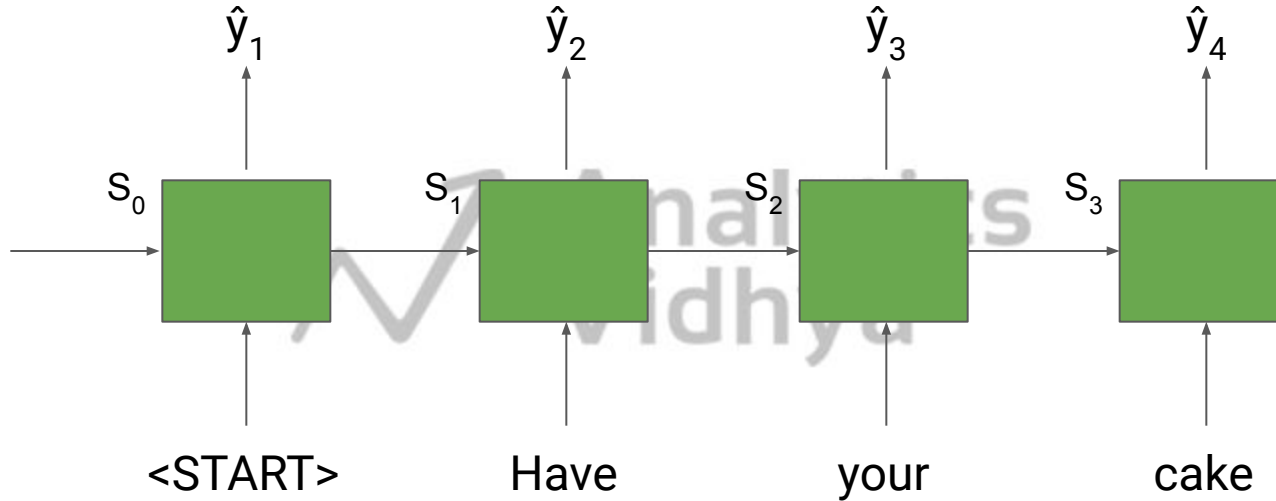 ŷ1 ŷ2 ŷ3 ŷ4
S0 S1 S2 S3
Analytics
Vidhya
<START> Have your cake